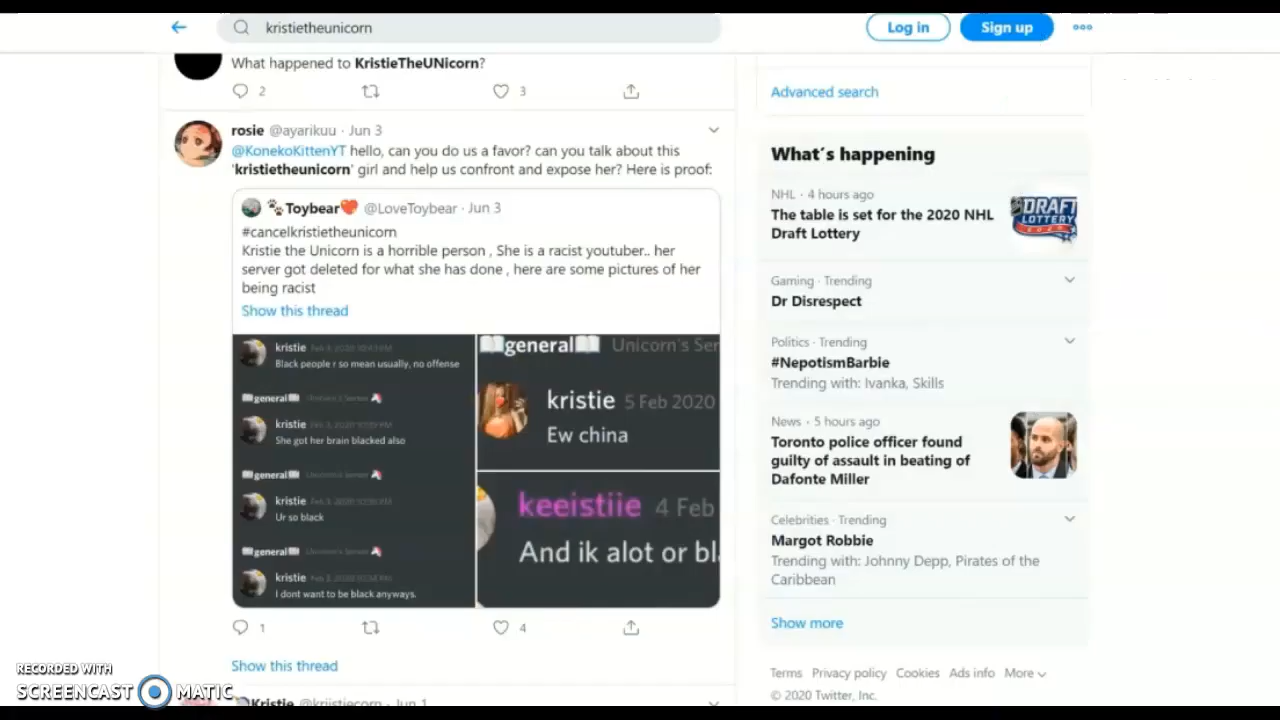 kristietheunicorn
Log in
Sign up
What happened to KristieTheUNicorn?
2
3
rosie @ayarikuu · Jun 3
@KonekoKittenYT hello, can you do us a favor? can you talk about this
'kristietheunicorn' girl and help us confront and expose her? Here is proof:
Toybear @LoveToybear · Jun 3
#cancelkristietheunicorn
Kristie the Unicorn is a horrible person , She is a racist youtuber.. her
server got deleted for what she has done , here are some pictures of her
being racist
Show this thread
kristie
Black people r so mean usually, no offense
general
kristie
She got her brain blacked also
general
kristie
Ur so black
general
kristie
I dont want to be black anyways.
general Unicorn's Ser
kristie 5 Feb 2020
Ew china
keeistiie 4 Feb
And ik alot or bl
1
4
Show this thread
Kristie @kriistiecorn · Jun 1
Advanced search
What's happening
NHL · 4 hours ago
The table is set for the 2020 NHL
Draft Lottery
DRAFT
LOTTERY
Gaming · Trending
Dr Disrespect
Politics · Trending
#NepotismBarbie
Trending with: Ivanka, Skills
News · 5 hours ago
Toronto police officer found
guilty of assault in beating of
Dafonte Miller
Celebrities · Trending
Margot Robbie
Trending with: Johnny Depp, Pirates of the
Caribbean
Show more
Terms Privacy policy Cookies Ads info More
© 2020 Twitter, Inc.
RECORDED WITH
SCREENCAST MATIC